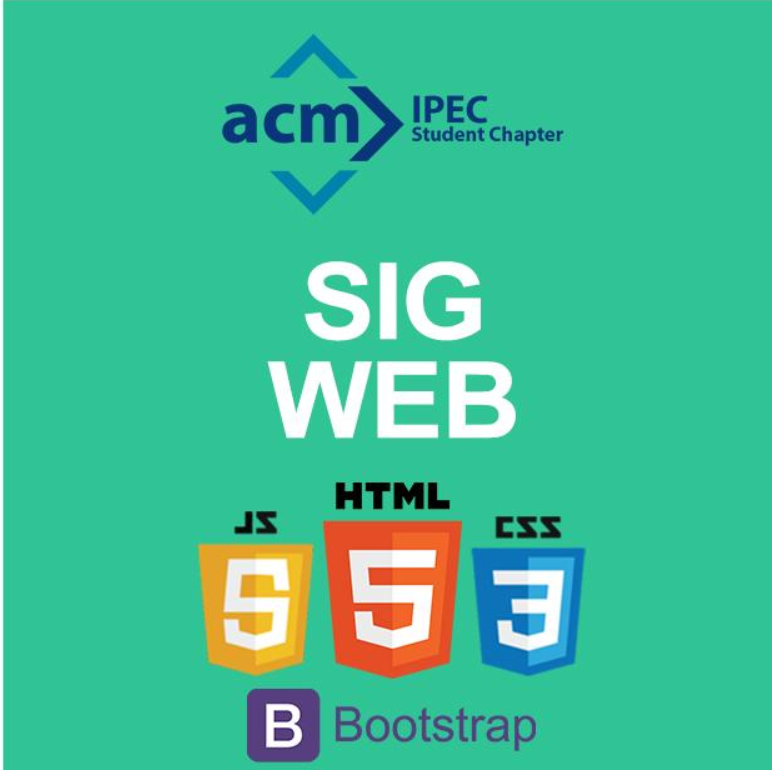 acm IPEC
Student Chapter
SIG
WEB
JS HTML CSS
5 5 3
B Bootstrap